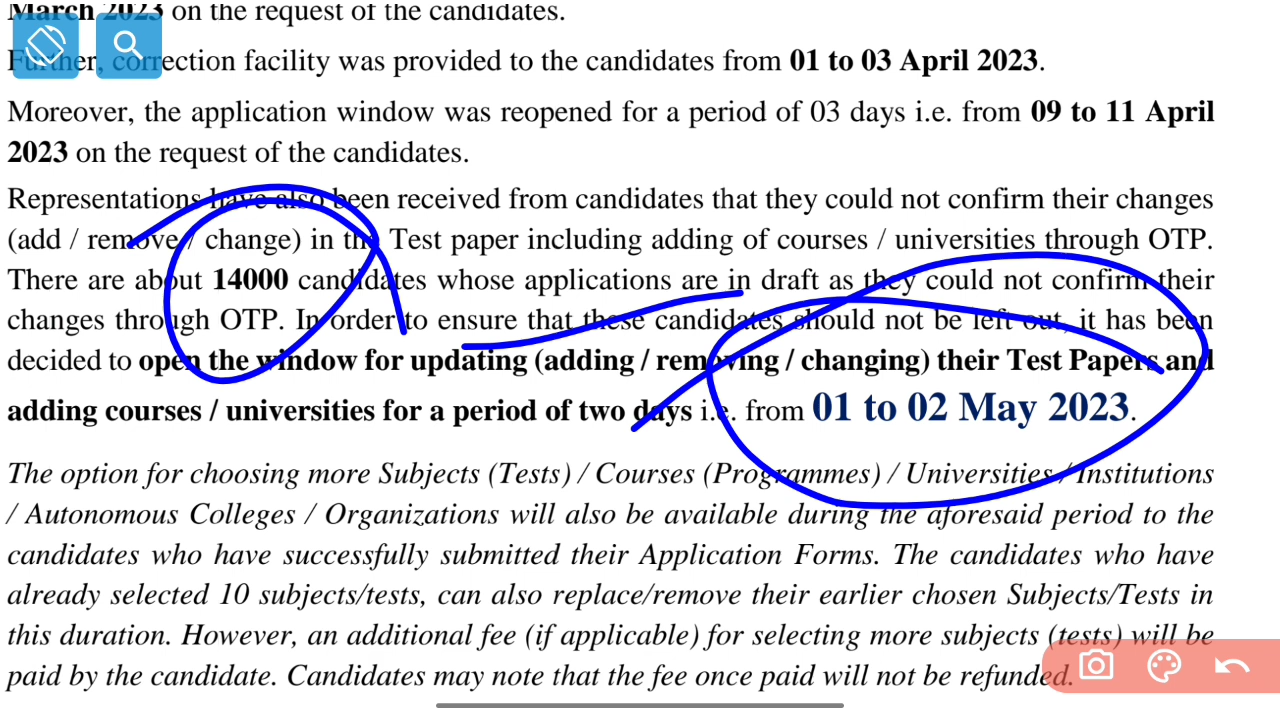 March 2023 on the request of the candidates.
Further, correction facility was provided to the candidates from 01 to 03 April 2023.
Moreover, the application window was reopened for a period of 03 days i.e. from 09 to 11 April
2023 on the request of the candidates.
Representations have also been received from candidates that they could not confirm their changes
(add / remove / change) in the Test paper including adding of courses / universities through OTP.
There are about 14000 candidates whose applications are in draft as they could not confirm their
changes through OTP. In order to ensure that these candidates should not be left out, it has been
decided to open the window for updating (adding / removing / changing) their Test Papers and
adding courses / universities for a period of two days i.e. from 01 to 02 May 2023.
The option for choosing more Subjects (Tests) / Courses (Programmes) / Universities / Institutions
/ Autonomous Colleges / Organizations will also be available during the aforesaid period to the
candidates who have successfully submitted their Application Forms. The candidates who have
already selected 10 subjects/tests, can also replace/remove their earlier chosen Subjects/Tests in
this duration. However, an additional fee (if applicable) for selecting more subjects (tests) will be
paid by the candidate. Candidates may note that the fee once paid will not be refunded.